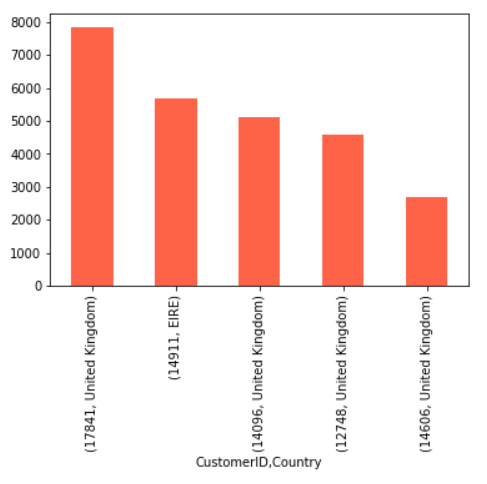 8000
7000
6000
5000
4000
3000
2000
1000
0
(17841, United Kingdom)
(14911, EIRE)
(14096, United Kingdom)
(12748, United Kingdom)
(14606, United Kingdom)
CustomerID,Country